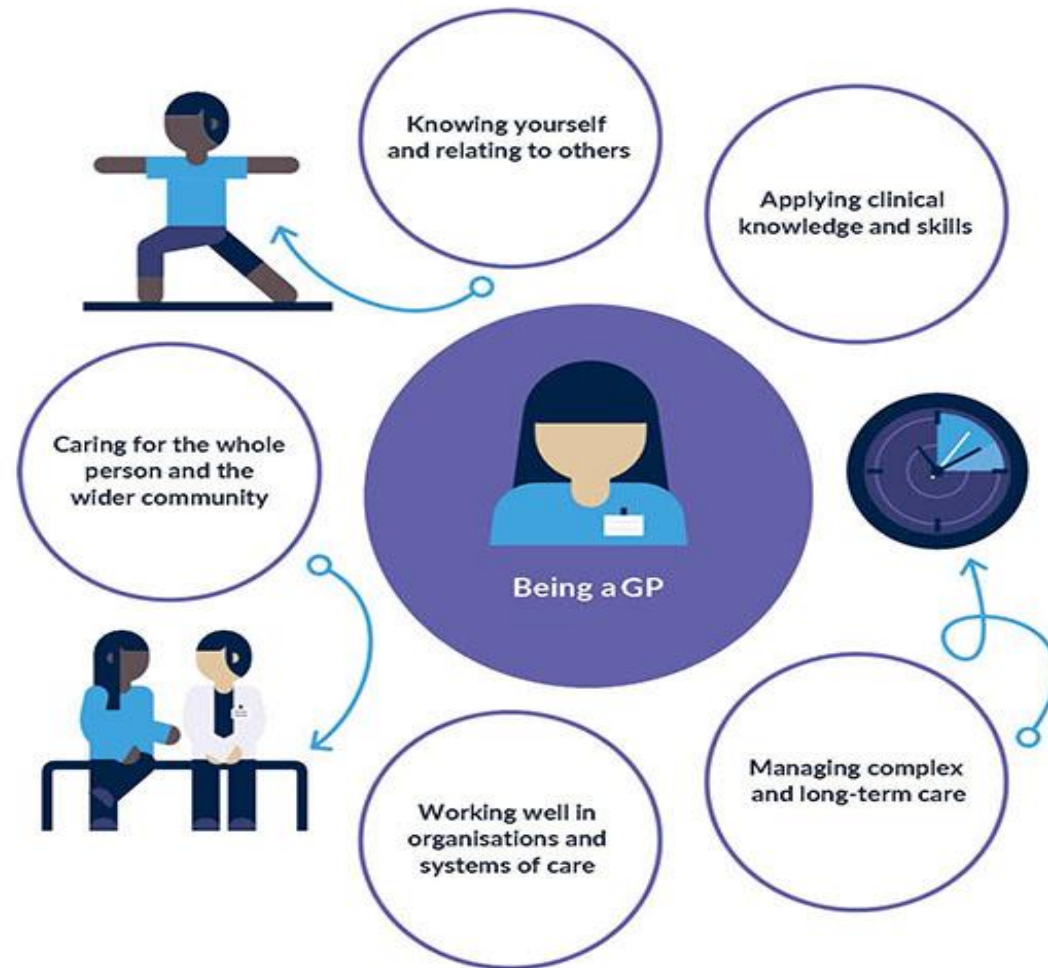 Knowing yourself
and relating to others
Applying clinical
knowledge and skills
Caring for the whole
person and the
wider community
Being a GP
Managing complex
and long-term care
Working well in
organisations and
systems of care